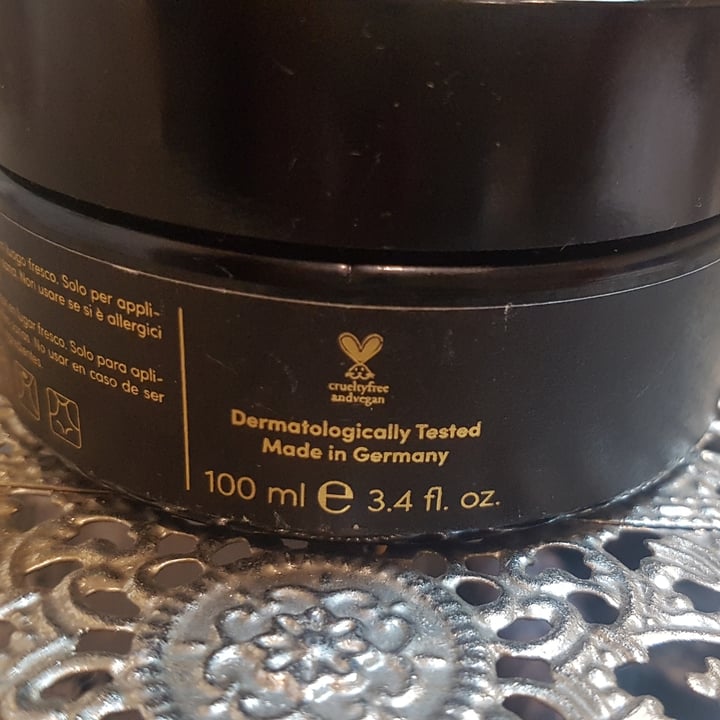 luogo fresco. Solo per appli-
Non usare se si è allergici
lugar fresco. Solo para apli-
No usar en caso de ser
crueltyfree
andvegan
Dermatologically Tested
Made in Germany
100 ml e 3.4 fl. oz.